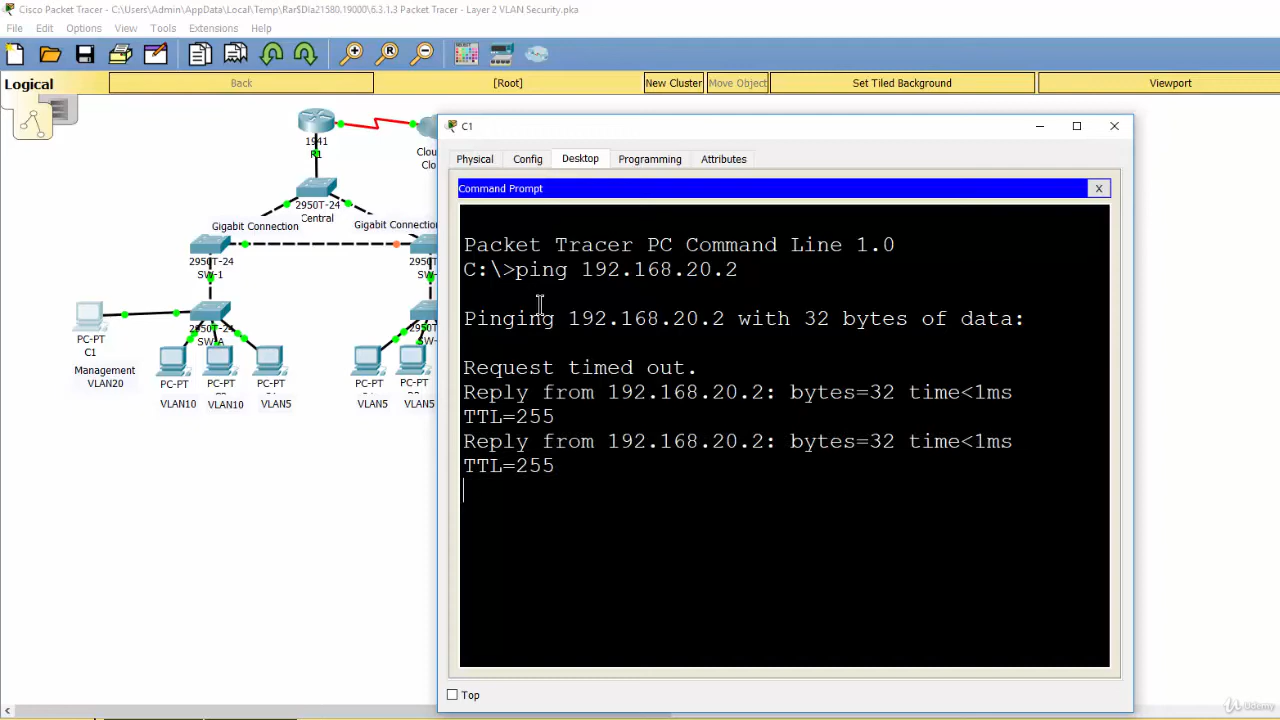 Cisco Packet Tracer - C:\Users\Admin\AppData\Local\Temp\Rar$DIa21580.19000\6.3.1.3 Packet Tracer - Layer 2 VLAN Security.pka
File Edit Options View Tools Extensions Help
Logical Back [Root] New Cluster Move Object Set Tiled Background Viewport
1941
R1
2950T-24
Central
Gigabit Connection
Gigabit Connection
2950T-24
SW-1
2950T-24
SW-A
PC-PT
C1
Management
VLAN20
PC-PT
VLAN10
PC-PT
VLAN10
PC-PT
VLAN5
PC-PT
VLAN5
PC-PT
VLAN5
C1
Physical Config Desktop Programming Attributes
Command Prompt X
Packet Tracer PC Command Line 1.0
C:\>ping 192.168.20.2
Pinging 192.168.20.2 with 32 bytes of data:
Request timed out.
Reply from 192.168.20.2: bytes=32 time<1ms
TTL=255
Reply from 192.168.20.2: bytes=32 time<1ms
TTL=255
Top
Udemy